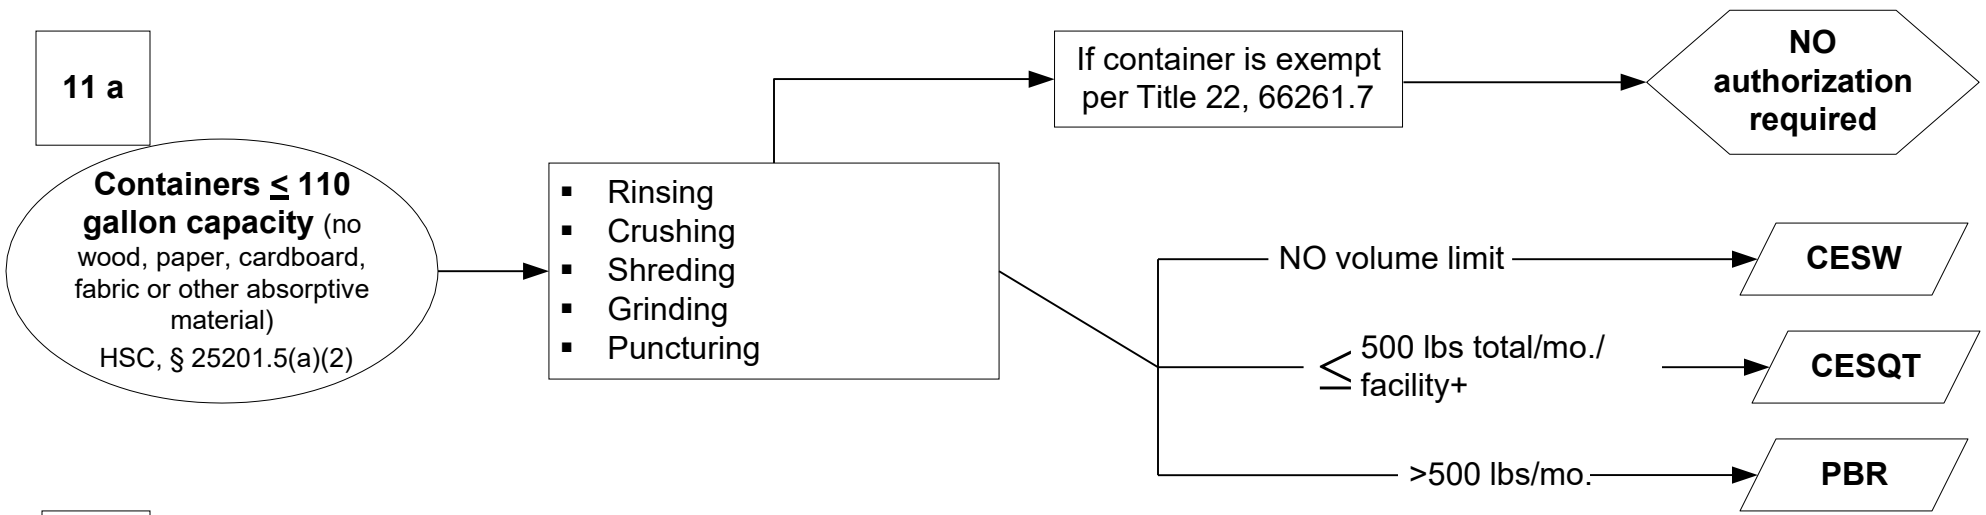 11 a
Containers ≤ 110
gallon capacity (no
wood, paper, cardboard,
fabric or other absorptive
material)
HSC, § 25201.5(a)(2)
▪ Rinsing
▪ Crushing
▪ Shreding
▪ Grinding
▪ Puncturing
If container is exempt
per Title 22, 66261.7
NO
authorization
required
NO volume limit
CESW
≤ 500 lbs total/mo./
facility+
CESQT
>500 lbs/mo.
PBR